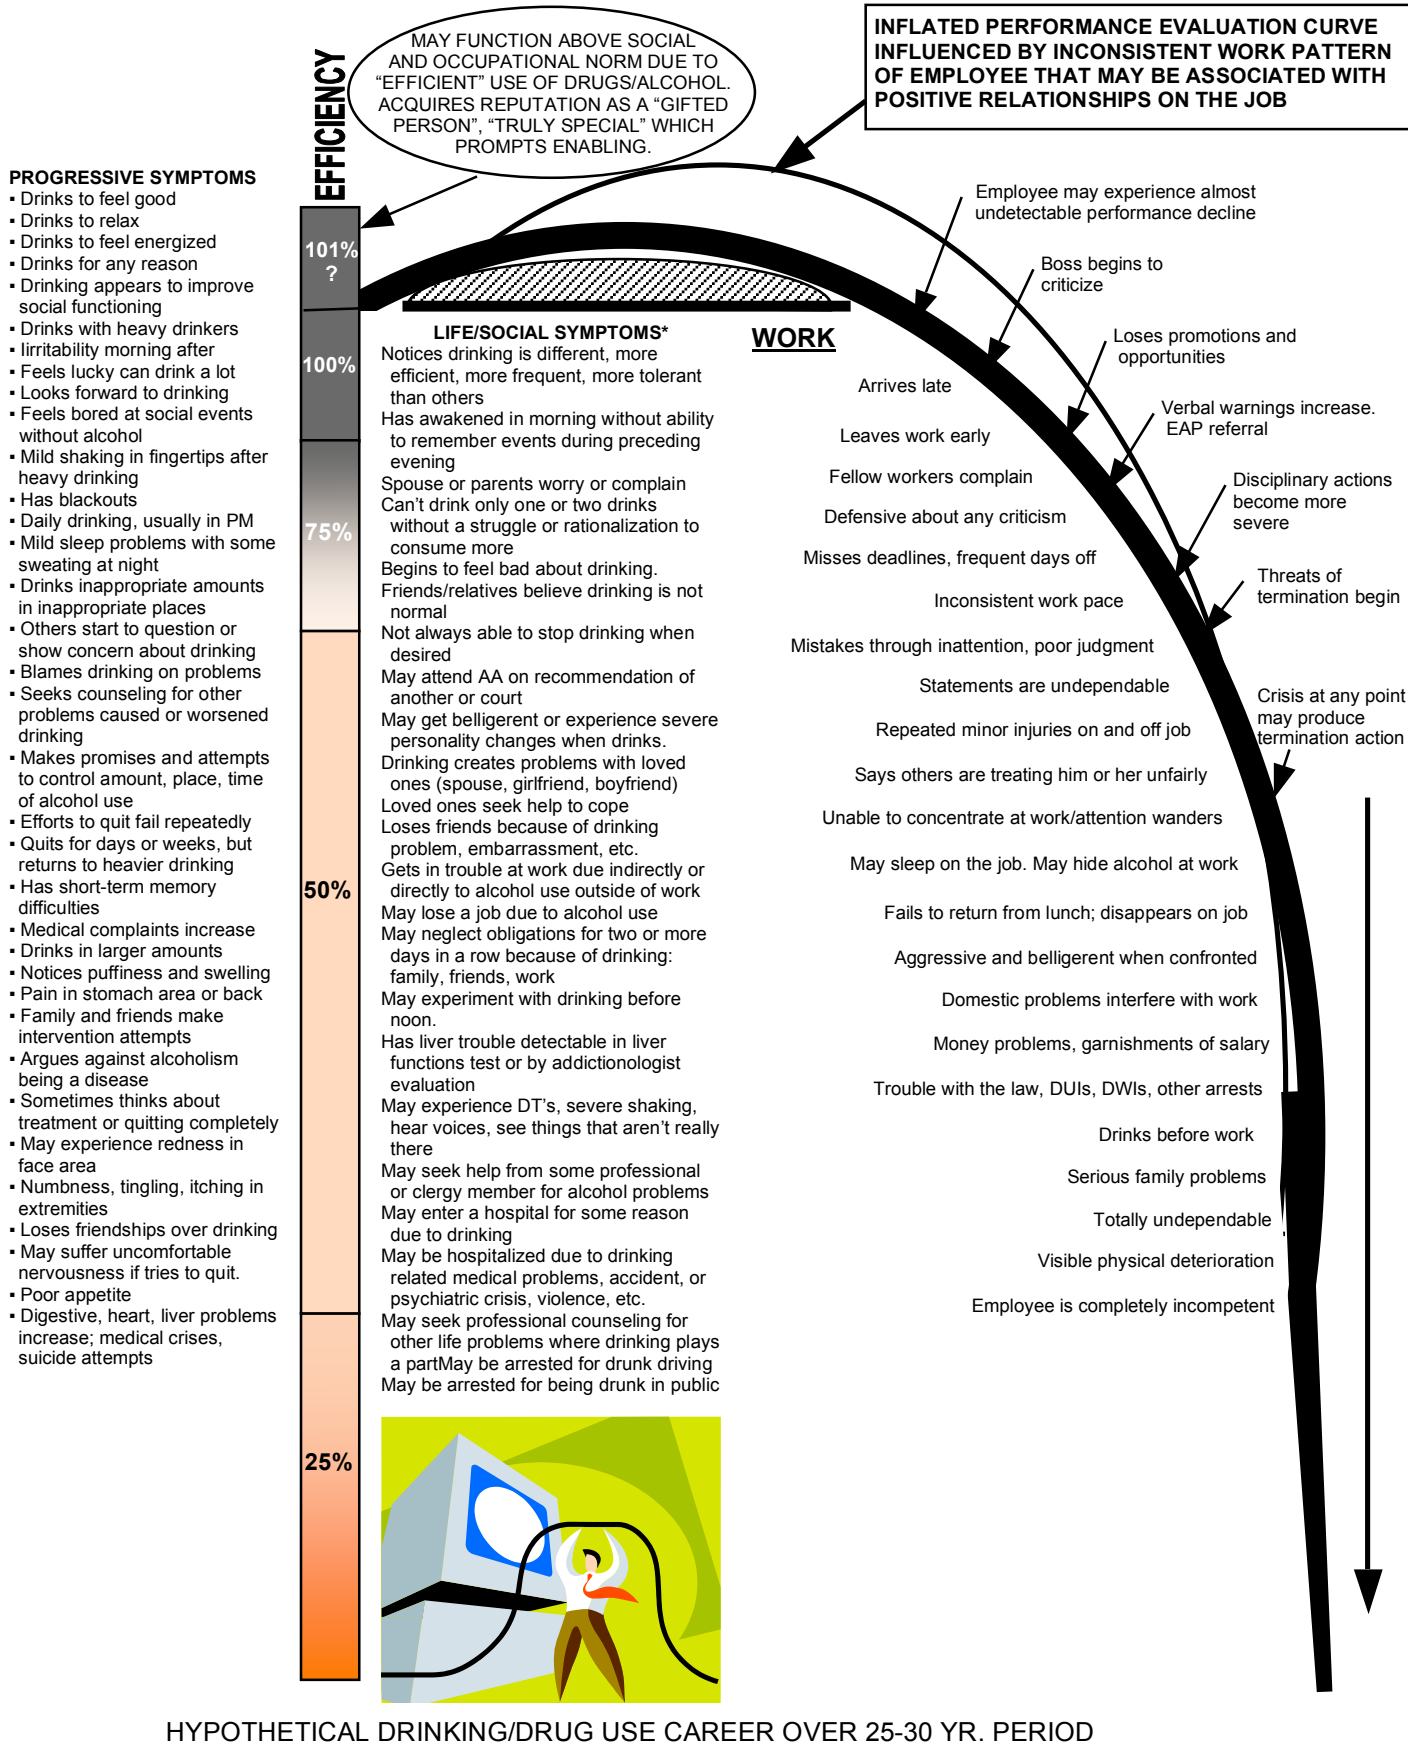 MAY FUNCTION ABOVE SOCIAL
AND OCCUPATIONAL NORM DUE TO
“EFFICIENT” USE OF DRUGS/ALCOHOL.
ACQUIRES REPUTATION AS A “GIFTED
PERSON”, “TRULY SPECIAL” WHICH
PROMPTS ENABLING.
INFLATED PERFORMANCE EVALUATION CURVE
INFLUENCED BY INCONSISTENT WORK PATTERN
OF EMPLOYEE THAT MAY BE ASSOCIATED WITH
POSITIVE RELATIONSHIPS ON THE JOB
EFFICIENCY
101%
?
100%
75%
50%
25%
PROGRESSIVE SYMPTOMS
▪ Drinks to feel good
▪ Drinks to relax
▪ Drinks to feel energized
▪ Drinks for any reason
▪ Drinking appears to improve
social functioning
▪ Drinks with heavy drinkers
▪ Iirritability morning after
▪ Feels lucky can drink a lot
▪ Looks forward to drinking
▪ Feels bored at social events
without alcohol
▪ Mild shaking in fingertips after
heavy drinking
▪ Has blackouts
▪ Daily drinking, usually in PM
▪ Mild sleep problems with some
sweating at night
▪ Drinks inappropriate amounts
in inappropriate places
▪ Others start to question or
show concern about drinking
▪ Blames drinking on problems
▪ Seeks counseling for other
problems caused or worsened
drinking
▪ Makes promises and attempts
to control amount, place, time
of alcohol use
▪ Efforts to quit fail repeatedly
▪ Quits for days or weeks, but
returns to heavier drinking
▪ Has short-term memory
difficulties
▪ Medical complaints increase
▪ Drinks in larger amounts
▪ Notices puffiness and swelling
▪ Pain in stomach area or back
▪ Family and friends make
intervention attempts
▪ Argues against alcoholism
being a disease
▪ Sometimes thinks about
treatment or quitting completely
▪ May experience redness in
face area
▪ Numbness, tingling, itching in
extremities
▪ Loses friendships over drinking
▪ May suffer uncomfortable
nervousness if tries to quit.
▪ Poor appetite
▪ Digestive, heart, liver problems
increase; medical crises,
suicide attempts
LIFE/SOCIAL SYMPTOMS*
Notices drinking is different, more
efficient, more frequent, more tolerant
than others
Has awakened in morning without ability
to remember events during preceding
evening
Spouse or parents worry or complain
Can’t drink only one or two drinks
without a struggle or rationalization to
consume more
Begins to feel bad about drinking.
Friends/relatives believe drinking is not
normal
Not always able to stop drinking when
desired
May attend AA on recommendation of
another or court
May get belligerent or experience severe
personality changes when drinks.
Drinking creates problems with loved
ones (spouse, girlfriend, boyfriend)
Loved ones seek help to cope
Loses friends because of drinking
problem, embarrassment, etc.
Gets in trouble at work due indirectly or
directly to alcohol use outside of work
May lose a job due to alcohol use
May neglect obligations for two or more
days in a row because of drinking:
family, friends, work
May experiment with drinking before
noon.
Has liver trouble detectable in liver
functions test or by addictionologist
evaluation
May experience DT’s, severe shaking,
hear voices, see things that aren’t really
there
May seek help from some professional
or clergy member for alcohol problems
May enter a hospital for some reason
due to drinking
May be hospitalized due to drinking
related medical problems, accident, or
psychiatric crisis, violence, etc.
May seek professional counseling for
other life problems where drinking plays
a partMay be arrested for drunk driving
May be arrested for being drunk in public
WORK
Arrives late
Leaves work early
Fellow workers complain
Defensive about any criticism
Misses deadlines, frequent days off
Inconsistent work pace
Mistakes through inattention, poor judgment
Statements are undependable
Repeated minor injuries on and off job
Says others are treating him or her unfairly
Unable to concentrate at work/attention wanders
May sleep on the job. May hide alcohol at work
Fails to return from lunch; disappears on job
Aggressive and belligerent when confronted
Domestic problems interfere with work
Money problems, garnishments of salary
Trouble with the law, DUIs, DWIs, other arrests
Drinks before work
Serious family problems
Totally undependable
Visible physical deterioration
Employee is completely incompetent
Employee may experience almost
undetectable performance decline
Boss begins to
criticize
Loses promotions and
opportunities
Verbal warnings increase.
EAP referral
Disciplinary actions
become more
severe
Threats of
termination begin
Crisis at any point
may produce
termination action
HYPOTHETICAL DRINKING/DRUG USE CAREER OVER 25-30 YR. PERIOD